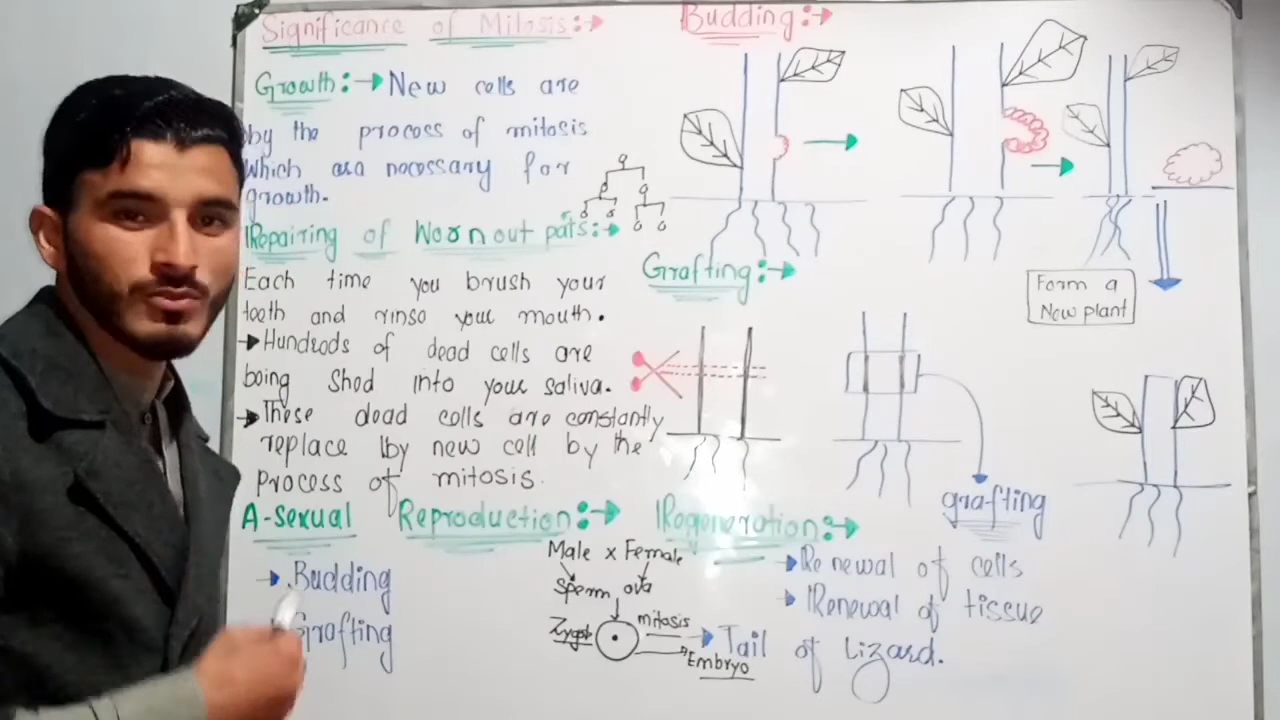 Significance of Mitosis:→
Growth:→ New cells are
by the process of mitosis
which are necessary for
growth.
Repairing of Wornout pats:→
Each time you brush your
teeth and rinse your mouth.
→ Hundreds of dead cells are
being Shed into your saliva.
→ These dead cells are constantly
replace by new cell by the
process of mitosis.
A-sexual Reproduction:→
→ Budding
Grafting
Male x Female
Sperm ova
Zygote
mitosis
Embryo
Budding:→
Form a
New plant
Grafting:→
grafting
Regeneration:→
→ Renewal of cells
→ Renewal of tissue
→ Tail of Lizard.